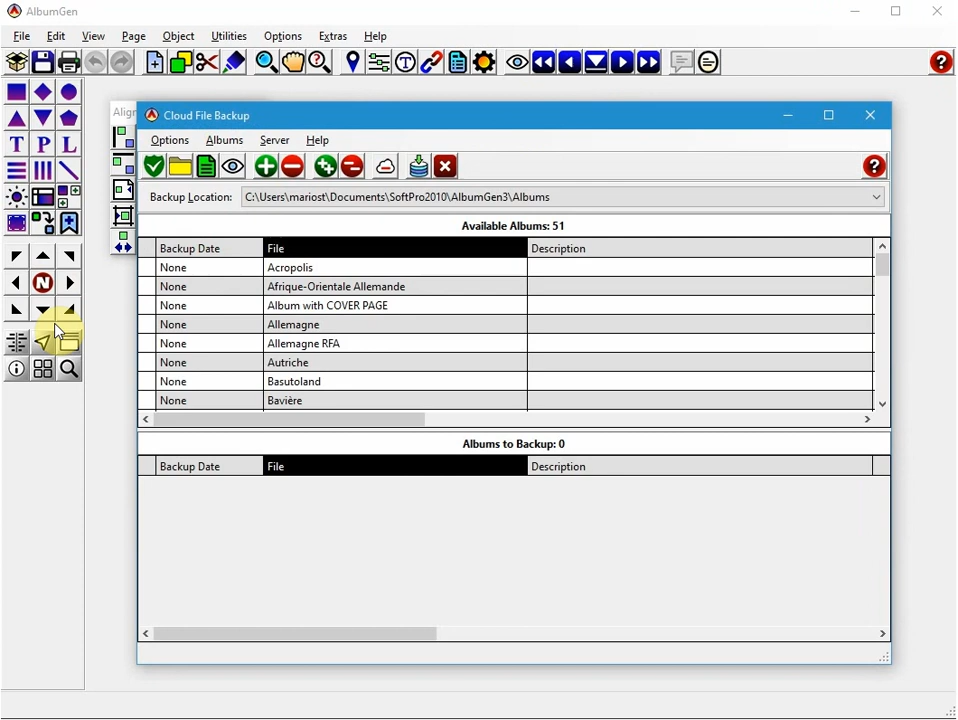 AlbumGen
File Edit View Page Object Utilities Options Extras Help
T P L
N
Cloud File Backup
Options Albums Server Help
Backup Location: C:\Users\mariost\Documents\SoftPro2010\AlbumGen3\Albums
Available Albums: 51
Backup Date File Description
None Acropolis
None Afrique-Orientale Allemande
None Album with COVER PAGE
None Allemagne
None Allemagne RFA
None Autriche
None Basutoland
None Bavière
Albums to Backup: 0
Backup Date File Description